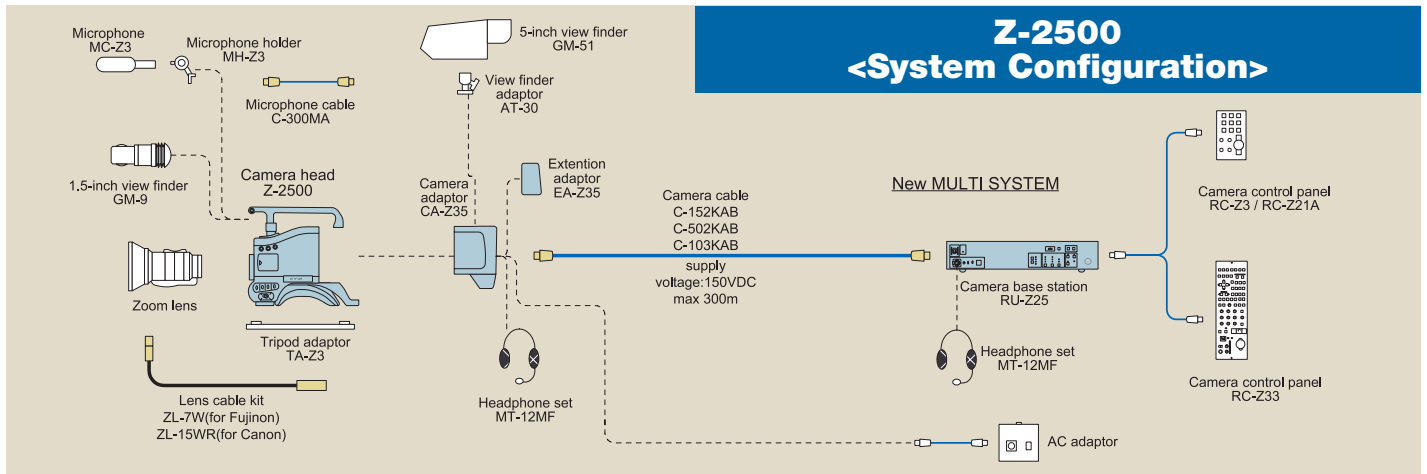 Z-2500
<System Configuration>
Microphone
MC-Z3
Microphone holder
MH-Z3
Microphone cable
C-300MA
5-inch view finder
GM-51
View finder
adaptor
AT-30
1.5-inch view finder
GM-9
Camera head
Z-2500
Camera
adaptor
CA-Z35
Extention
adaptor
EA-Z35
Camera cable
C-152KAB
C-502KAB
C-103KAB
supply
voltage:150VDC
max 300m
New MULTI SYSTEM
Camera control panel
RC-Z3 / RC-Z21A
Zoom lens
Tripod adaptor
TA-Z3
Camera base station
RU-Z25
Headphone set
MT-12MF
Headphone set
MT-12MF
Camera control panel
RC-Z33
Lens cable kit
ZL-7W(for Fujinon)
ZL-15WR(for Canon)
AC adaptor